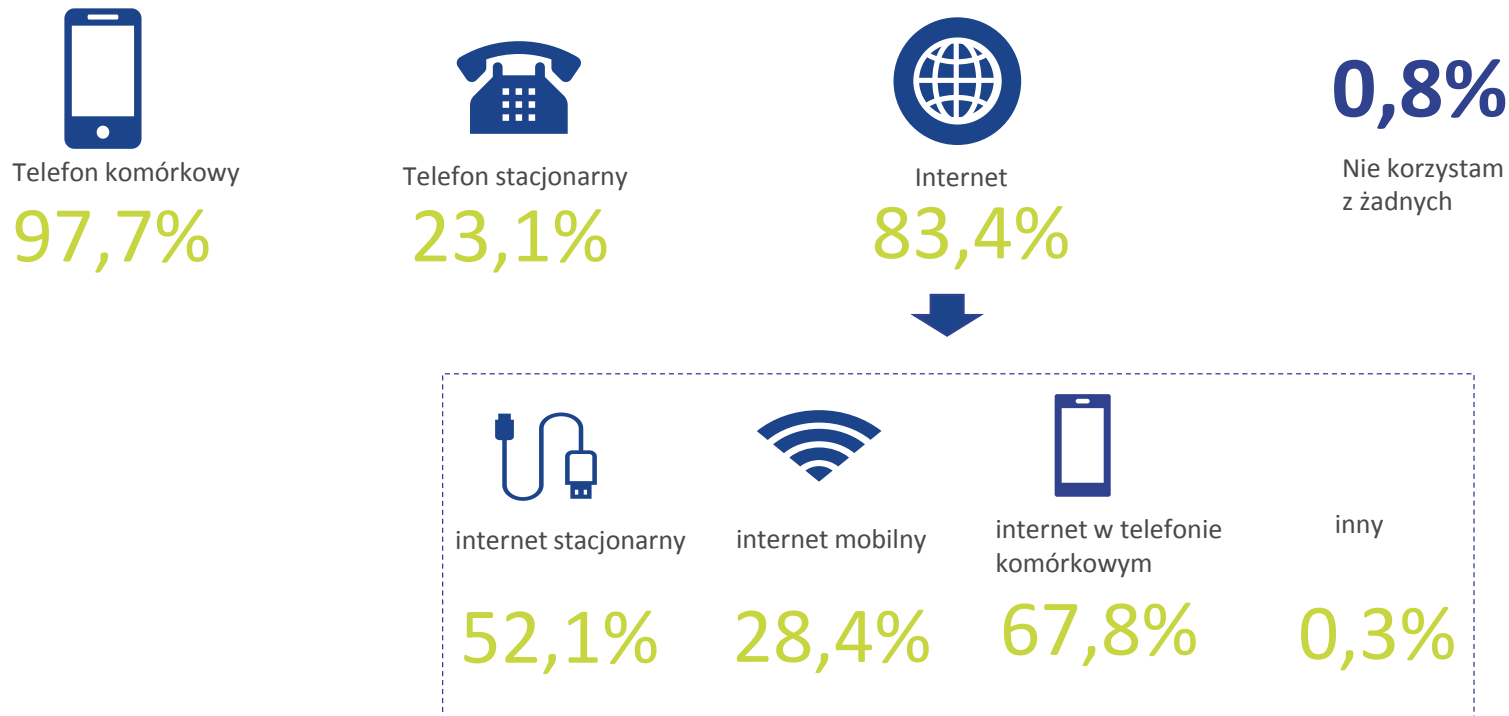 Telefon komórkowy
97,7%
Telefon stacjonarny
23,1%
Internet
83,4%
0,8%
Nie korzystam
z żadnych
internet stacjonarny
52,1%
internet mobilny
28,4%
internet w telefonie
komórkowym
67,8%
inny
0,3%